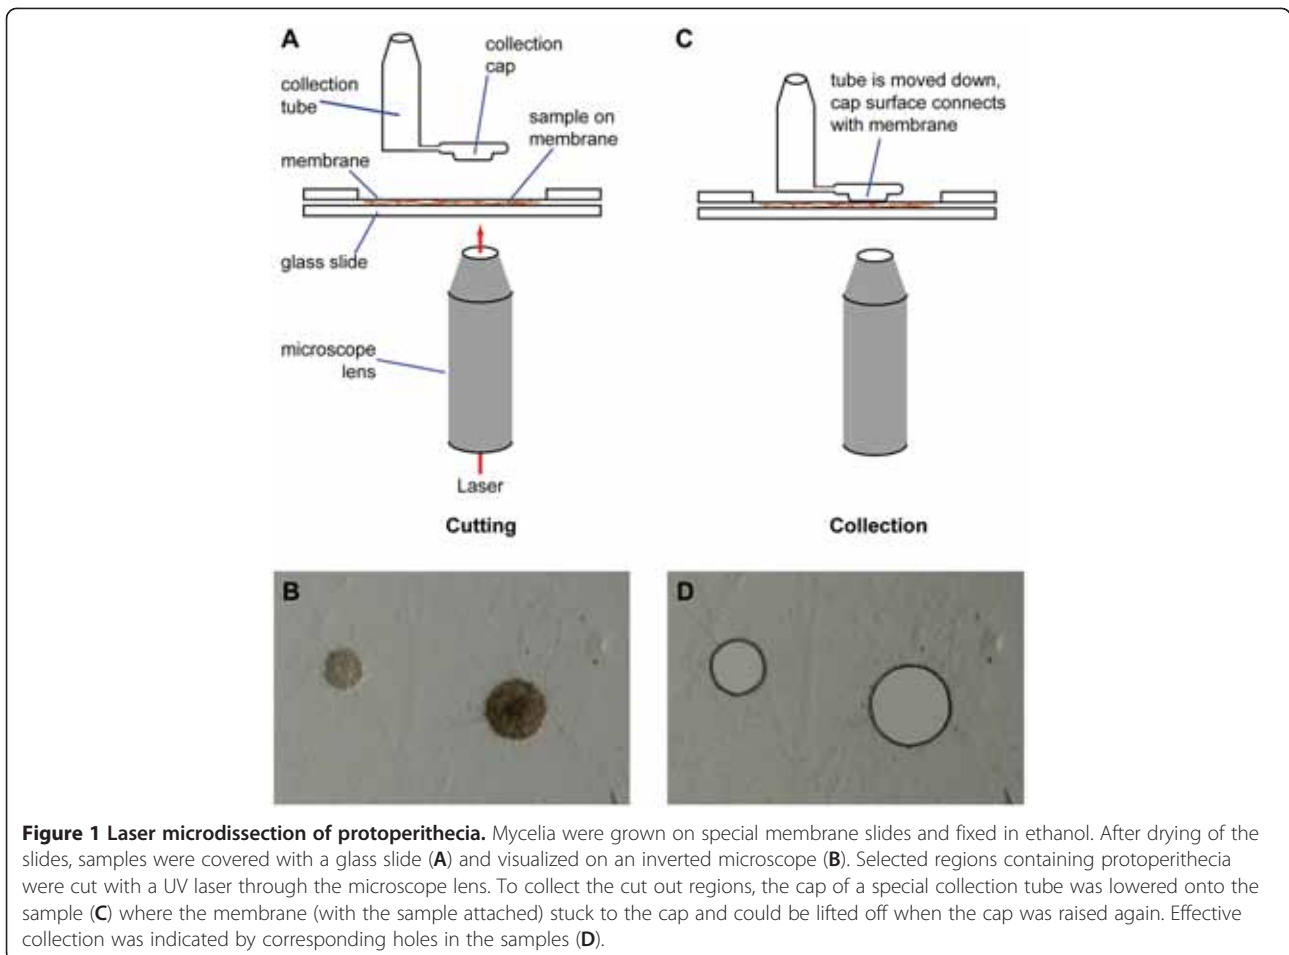 A
collection
cap
collection
tube
sample on
membrane
membrane
glass slide
microscope
lens
Laser
Cutting
C
tube is moved down,
cap surface connects
with membrane
Collection
B
D
Figure 1 Laser microdissection of protoperithecia. Mycelia were grown on special membrane slides and fixed in ethanol. After drying of the
slides, samples were covered with a glass slide (A) and visualized on an inverted microscope (B). Selected regions containing protoperithecia
were cut with a UV laser through the microscope lens. To collect the cut out regions, the cap of a special collection tube was lowered onto the
sample (C) where the membrane (with the sample attached) stuck to the cap and could be lifted off when the cap was raised again. Effective
collection was indicated by corresponding holes in the samples (D).